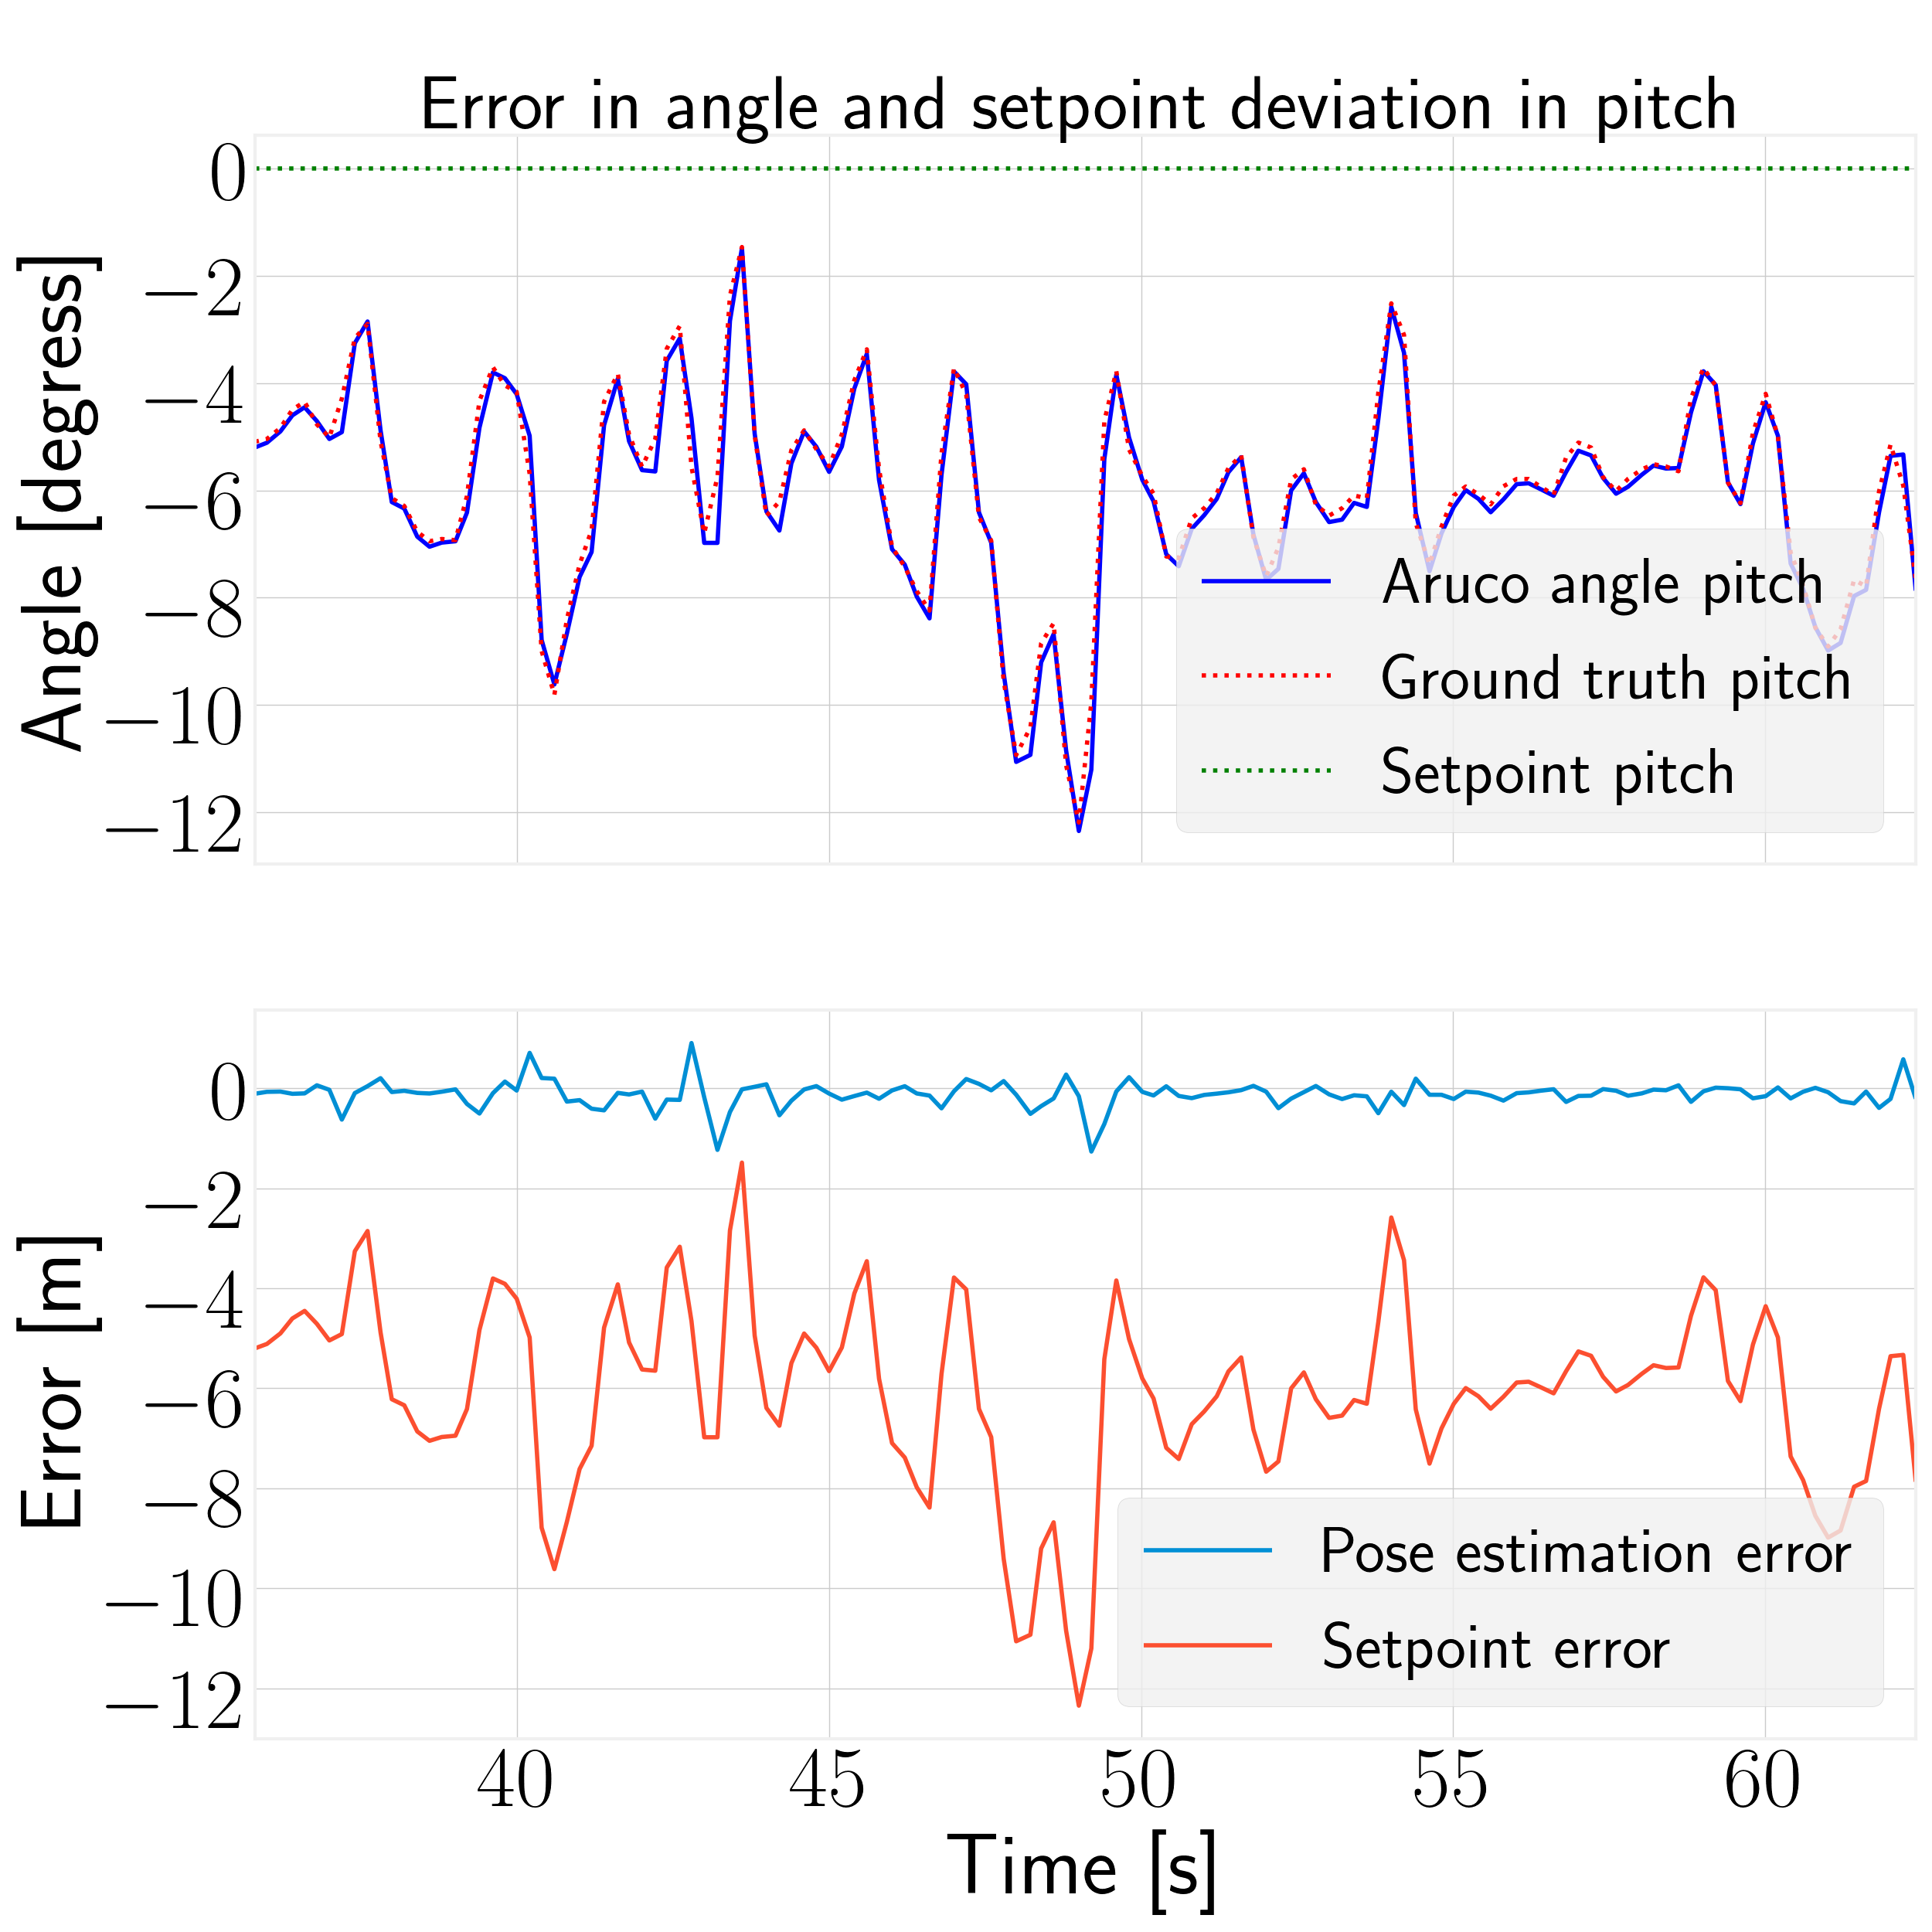 Error in angle and setpoint deviation in pitch
Angle [degress]
0
−2
−4
−6
−8
−10
−12
Aruco angle pitch
Ground truth pitch
Setpoint pitch
Error [m]
0
−2
−4
−6
−8
−10
−12
Pose estimation error
Setpoint error
40 45 50 55 60
Time [s]